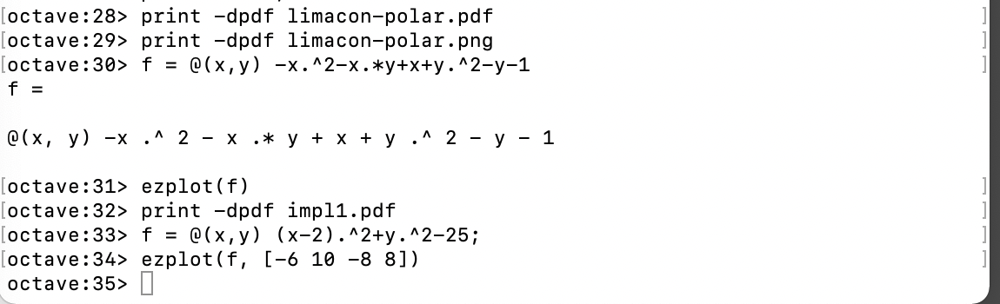 [octave:28> print -dpdf limacon-polar.pdf ]
[octave:29> print -dpdf limacon-polar.png ]
[octave:30> f = @(x,y) -x.^2-x.*y+x+y.^2-y-1 ]
f =
@(x, y) -x .^ 2 - x .* y + x + y .^ 2 - y - 1
[octave:31> ezplot(f) ]
[octave:32> print -dpdf impl1.pdf ]
[octave:33> f = @(x,y) (x-2).^2+y.^2-25; ]
[octave:34> ezplot(f, [-6 10 -8 8]) ]
octave:35>